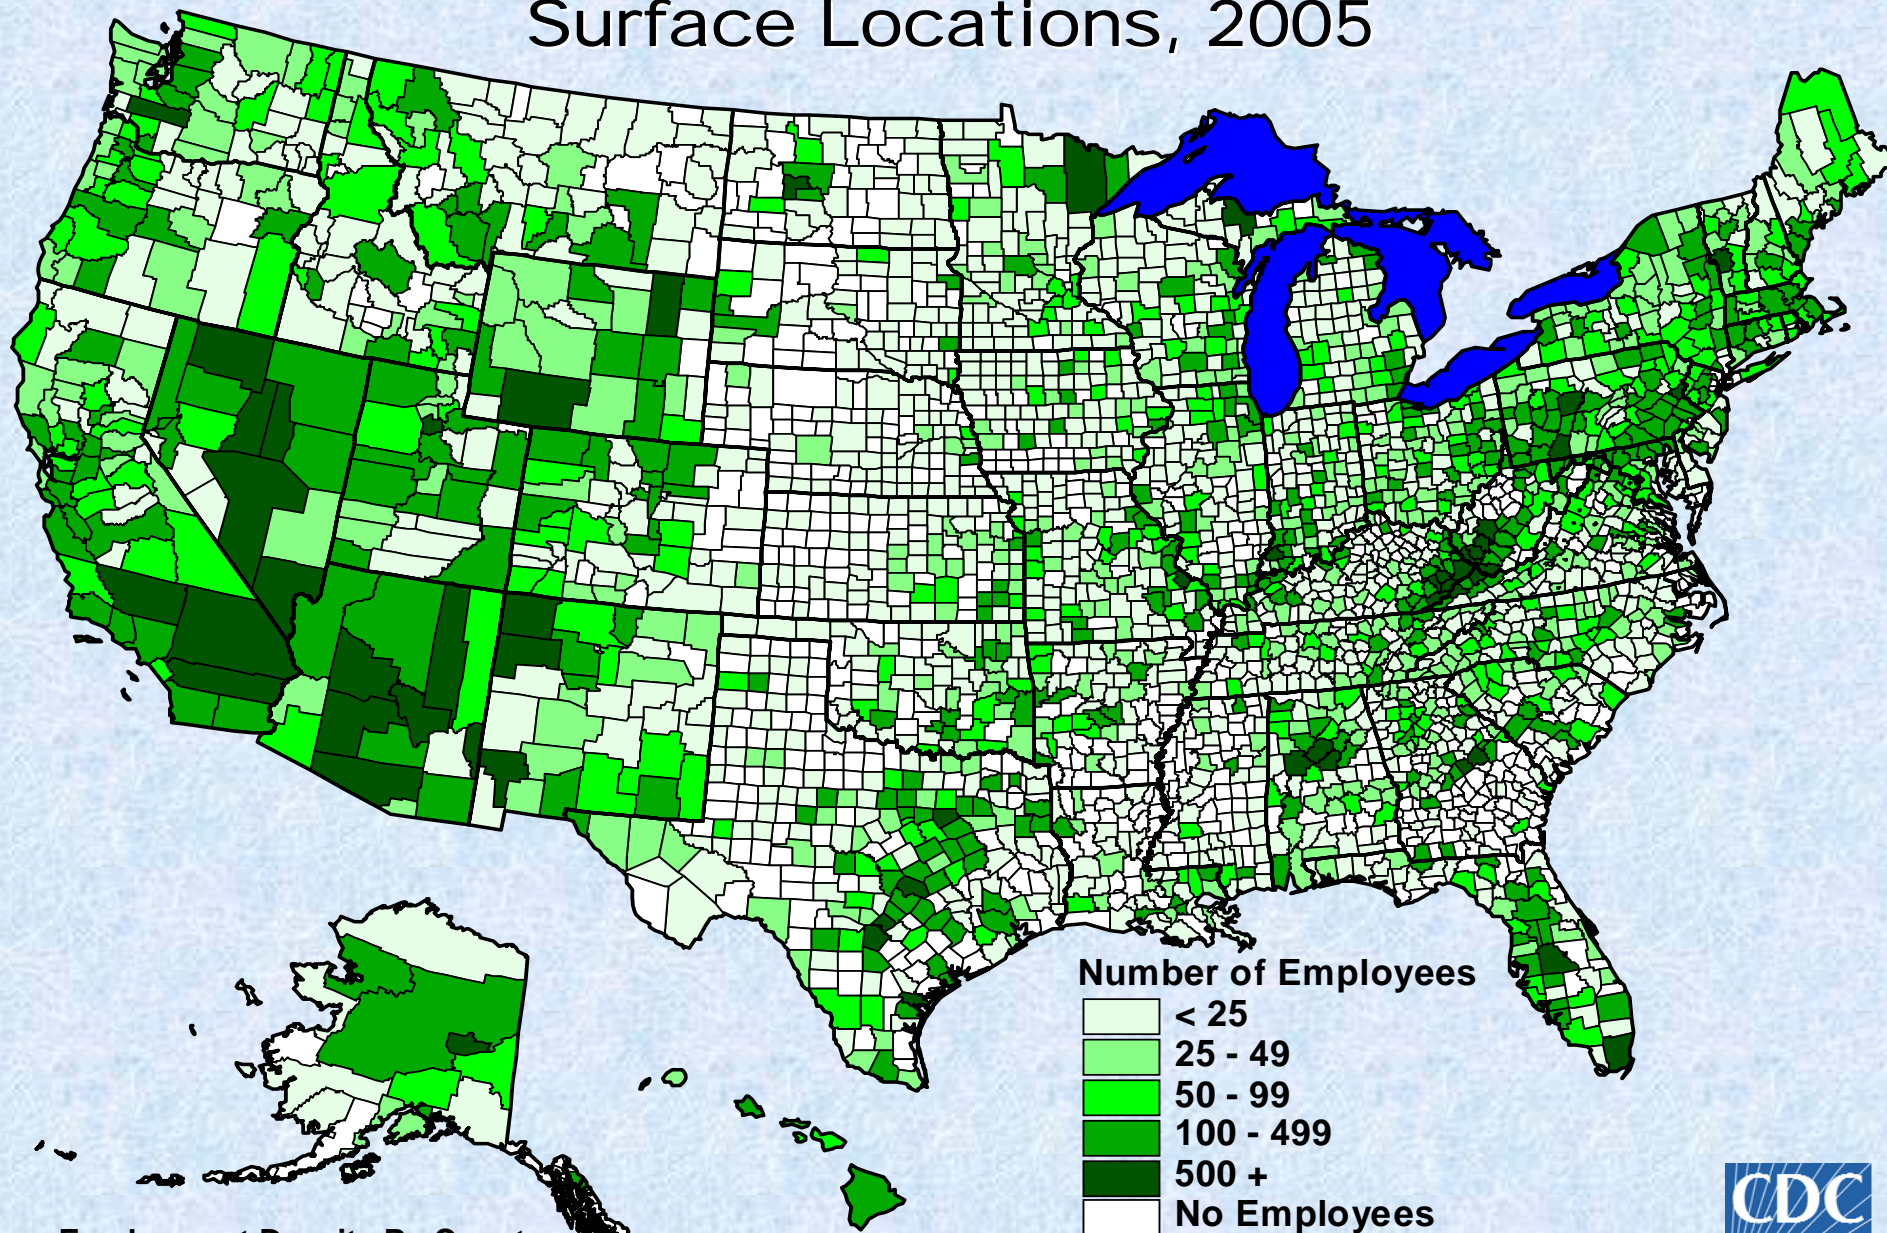 Surface Locations, 2005
Number of Employees
< 25
25 - 49
50 - 99
100 - 499
500 +
No Employees
CDC